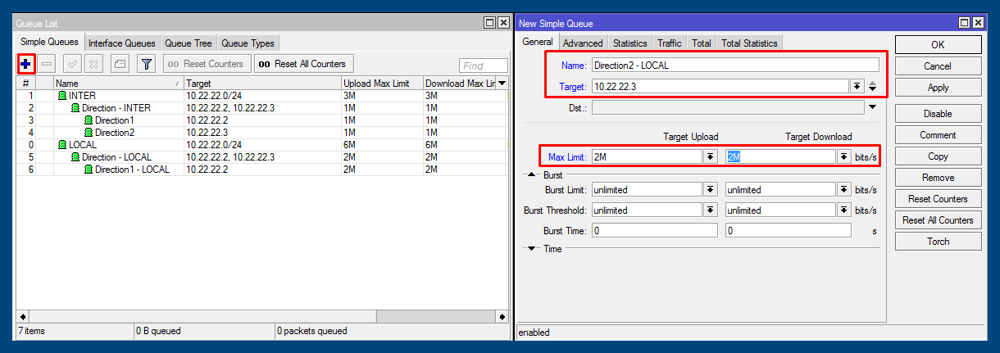 Queue List
Simple Queues Interface Queues Queue Tree Queue Types
00 Reset Counters 00 Reset All Counters Find
# Name / Target Upload Max Limit Download Max Lir
1 INTER 10.22.22.0/24 3M 3M
2 Direction - INTER 10.22.22.2, 10.22.22.3 1M 1M
3 Direction1 10.22.22.2 1M 1M
4 Direction2 10.22.22.3 1M 1M
0 LOCAL 10.22.22.0/24 6M 6M
5 Direction - LOCAL 10.22.22.2, 10.22.22.3 2M 2M
6 Direction1 - LOCAL 10.22.22.2 2M 2M
7 items 0 B queued 0 packets queued
New Simple Queue
General Advanced Statistics Traffic Total Total Statistics
Name: Direction2 - LOCAL
Target: 10.22.22.3
Dst.:
Target Upload Target Download
Max Limit: 2M 2M bits/s
Burst
Burst Limit: unlimited unlimited bits/s
Burst Threshold: unlimited unlimited bits/s
Burst Time: 0 0 s
Time
OK
Cancel
Apply
Disable
Comment
Copy
Remove
Reset Counters
Reset All Counters
Torch
enabled